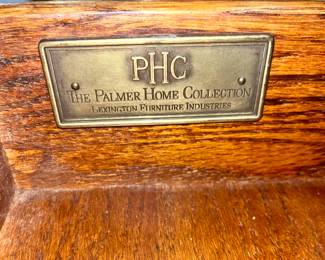 PHC
The Palmer Home Collection
Lexington Furniture Industries